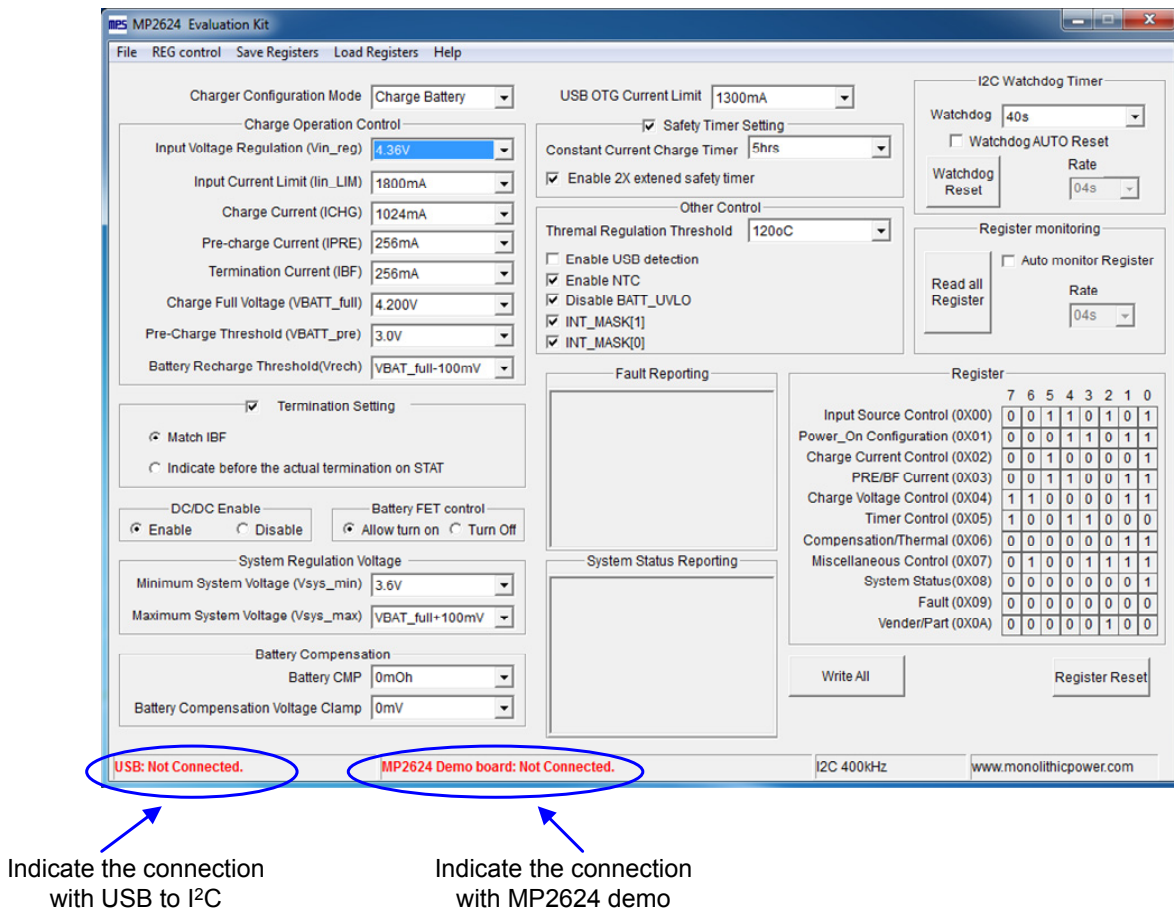 MPS MP2624 Evaluation Kit
File REG control Save Registers Load Registers Help
Charger Configuration Mode Charge Battery
Charge Operation Control
Input Voltage Regulation (Vin_reg) 4.36V
Input Current Limit (Iin_LIM) 1800mA
Charge Current (ICHG) 1024mA
Pre-charge Current (IPRE) 256mA
Termination Current (IBF) 256mA
Charge Full Voltage (VBATT_full) 4.200V
Pre-Charge Threshold (VBATT_pre) 3.0V
Battery Recharge Threshold(Vrech) VBAT_full-100mV
Termination Setting
Match IBF
Indicate before the actual termination on STAT
DC/DC Enable
Enable Disable
Battery FET control
Allow turn on Turn Off
System Regulation Voltage
Minimum System Voltage (Vsys_min) 3.6V
Maximum System Voltage (Vsys_max) VBAT_full+100mV
Battery Compensation
Battery CMP 0mOh
Battery Compensation Voltage Clamp 0mV
USB OTG Current Limit 1300mA
Safety Timer Setting
Constant Current Charge Timer 5hrs
Enable 2X extened safety timer
Other Control
Thremal Regulation Threshold 120oC
Enable USB detection
Enable NTC
Disable BATT_UVLO
INT_MASK[1]
INT_MASK[0]
Fault Reporting
System Status Reporting
I2C Watchdog Timer
Watchdog 40s
Watchdog AUTO Reset
Watchdog
Reset
Rate
04s
Register monitoring
Auto monitor Register
Read all
Register
Rate
04s
Register
7 6 5 4 3 2 1 0
Input Source Control (0X00) 0 0 1 1 0 1 0 1
Power_On Configuration (0X01) 0 0 0 1 1 0 1 1
Charge Current Control (0X02) 0 0 1 0 0 0 0 1
PRE/BF Current (0X03) 0 0 1 1 0 0 1 1
Charge Voltage Control (0X04) 1 1 0 0 0 0 1 1
Timer Control (0X05) 1 0 0 1 1 0 0 0
Compensation/Thermal (0X06) 0 0 0 0 0 0 1 1
Miscellaneous Control (0X07) 0 1 0 0 1 1 1 1
System Status(0X08) 0 0 0 0 0 0 0 1
Fault (0X09) 0 0 0 0 0 0 0 0
Vender/Part (0X0A) 0 0 0 0 0 1 0 0
Write All
Register Reset
USB: Not Connected.
MP2624 Demo board: Not Connected.
I2C 400kHz
www.monolithicpower.com
Indicate the connection
with USB to I²C
Indicate the connection
with MP2624 demo